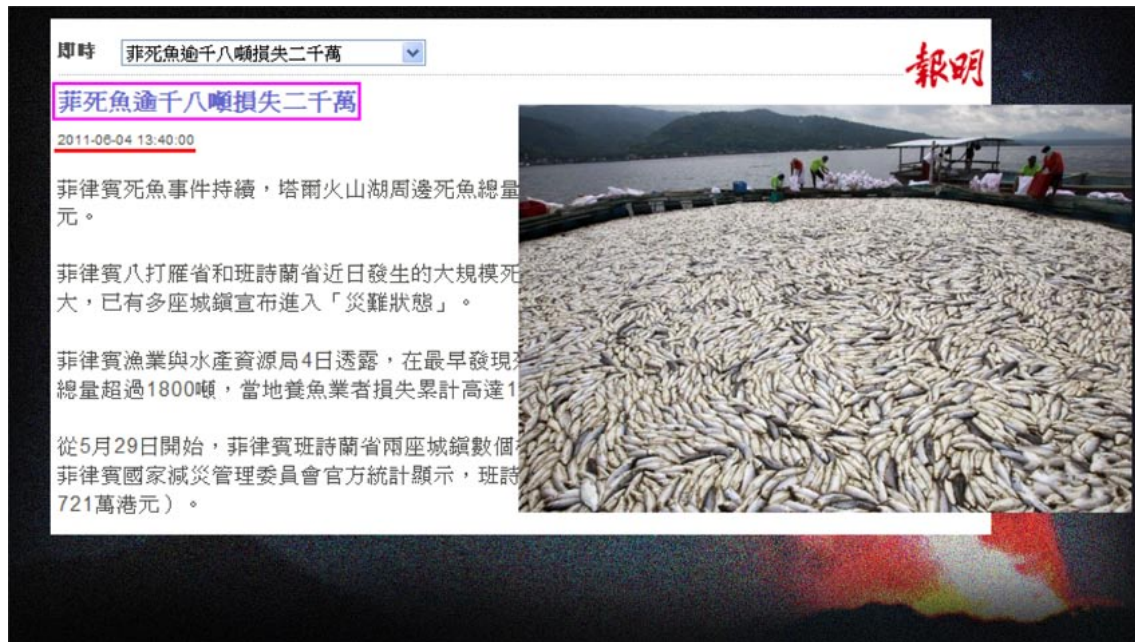 即時 菲死魚逾千八噸損失二千萬
報明
菲死魚逾千八噸損失二千萬
2011-06-04 13:40:00
菲律賓死魚事件持續，塔爾火山湖周邊死魚總量
元。
菲律賓八打雁省和班詩蘭省近日發生的大規模死
大，已有多座城鎮宣布進入「災難狀態」。
菲律賓漁業與水產資源局4日透露，在最早發現
總量超過1800噸，當地養魚業者損失累計高達1
從5月29日開始，菲律賓班詩蘭省兩座城鎮數個
菲律賓國家減災管理委員會官方統計顯示，班詩
721萬港元）。